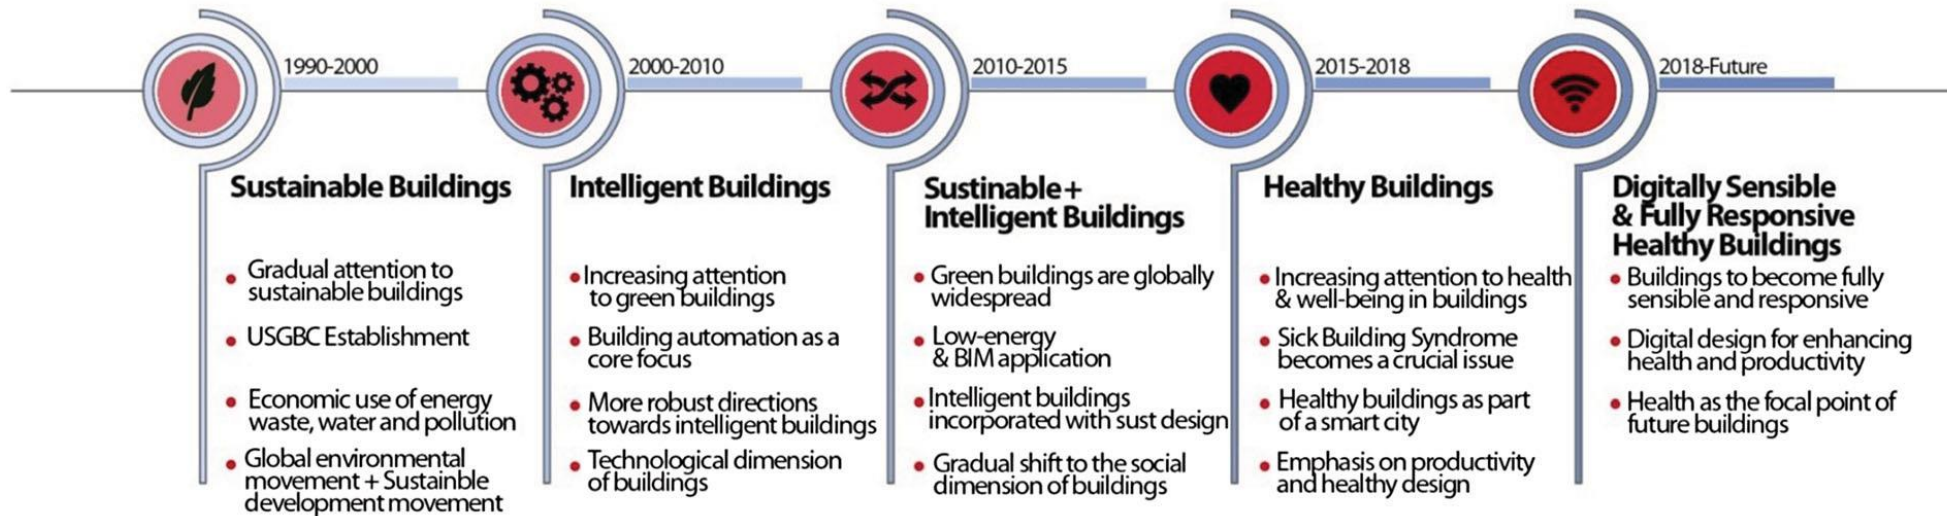 1990-2000
Sustainable Buildings
Gradual attention to
sustainable buildings
USGBC Establishment
Economic use of energy
waste, water and pollution
Global environmental
movement + Sustainble
development movement
2000-2010
Intelligent Buildings
Increasing attention
to green buildings
Building automation as a
core focus
More robust directions
towards intelligent buildings
Technological dimension
of buildings
2010-2015
Sustinable+
Intelligent Buildings
Green buildings are globally
widespread
Low-energy
& BIM application
Intelligent buildings
incorporated with sust design
Gradual shift to the social
dimension of buildings
2015-2018
Healthy Buildings
Increasing attention to health
& well-being in buildings
Sick Building Syndrome
becomes a crucial issue
Healthy buildings as part
of a smart city
Emphasis on productivity
and healthy design
2018-Future
Digitally Sensible
& Fully Responsive
Healthy Buildings
Buildings to become fully
sensible and responsive
Digital design for enhancing
health and productivity
Health as the focal point of
future buildings